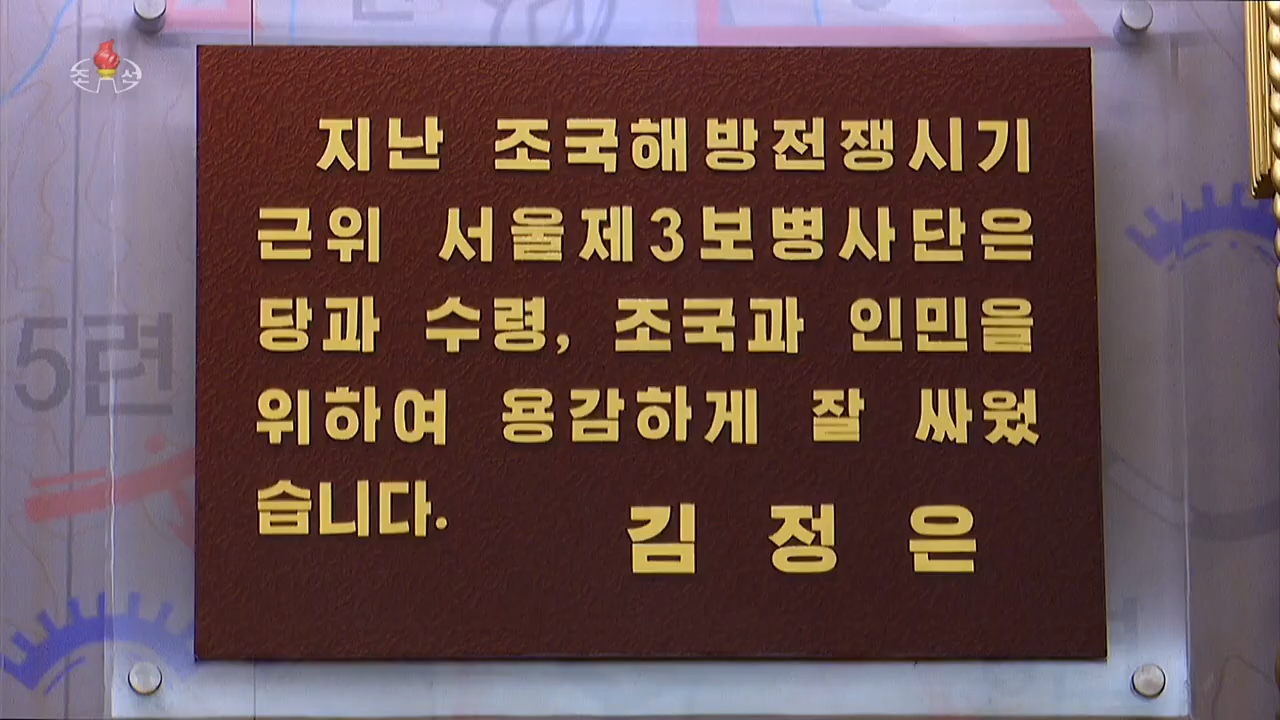 조선
지난 조국해방전쟁시기
근위 서울제3보병사단은
당과 수령, 조국과 인민을
위하여 용감하게 잘 싸웠
습니다.
김정은
5련